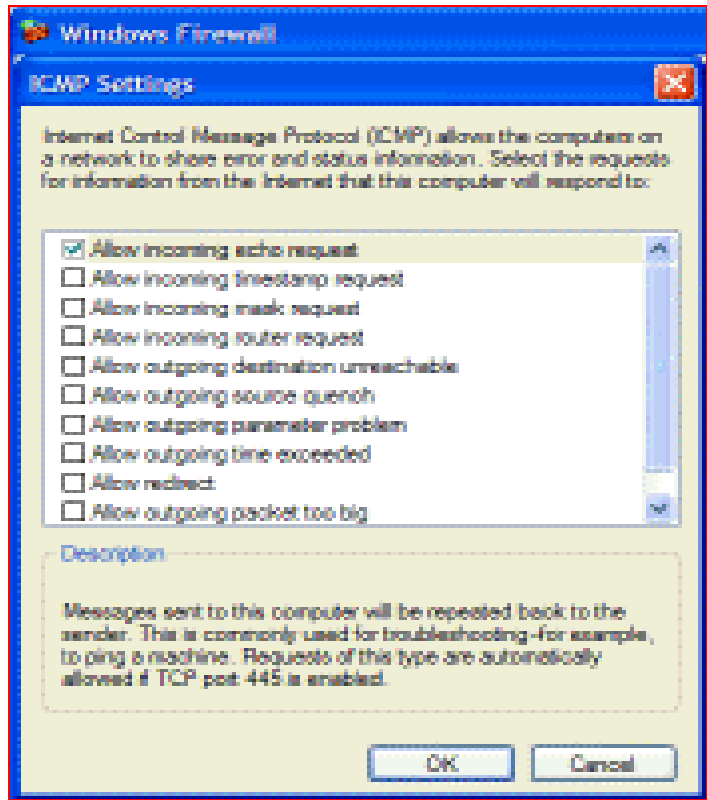 Windows Firewall
ICMP Settings
Internet Control Message Protocol (ICMP) allows the computers on
a network to share error and status information. Select the requests
for information from the Internet that this computer will respond to:
Allow incoming echo request
Allow incoming timestamp request
Allow incoming mask request
Allow incoming router request
Allow outgoing destination unreachable
Allow outgoing source quench
Allow outgoing parameter problem
Allow outgoing time exceeded
Allow redirect
Allow outgoing packet too big
Description
Messages sent to this computer will be repeated back to the
sender. This is commonly used for troubleshooting-for example,
to ping a machine. Requests of this type are automatically
allowed if TCP port 445 is enabled.
OK
Cancel